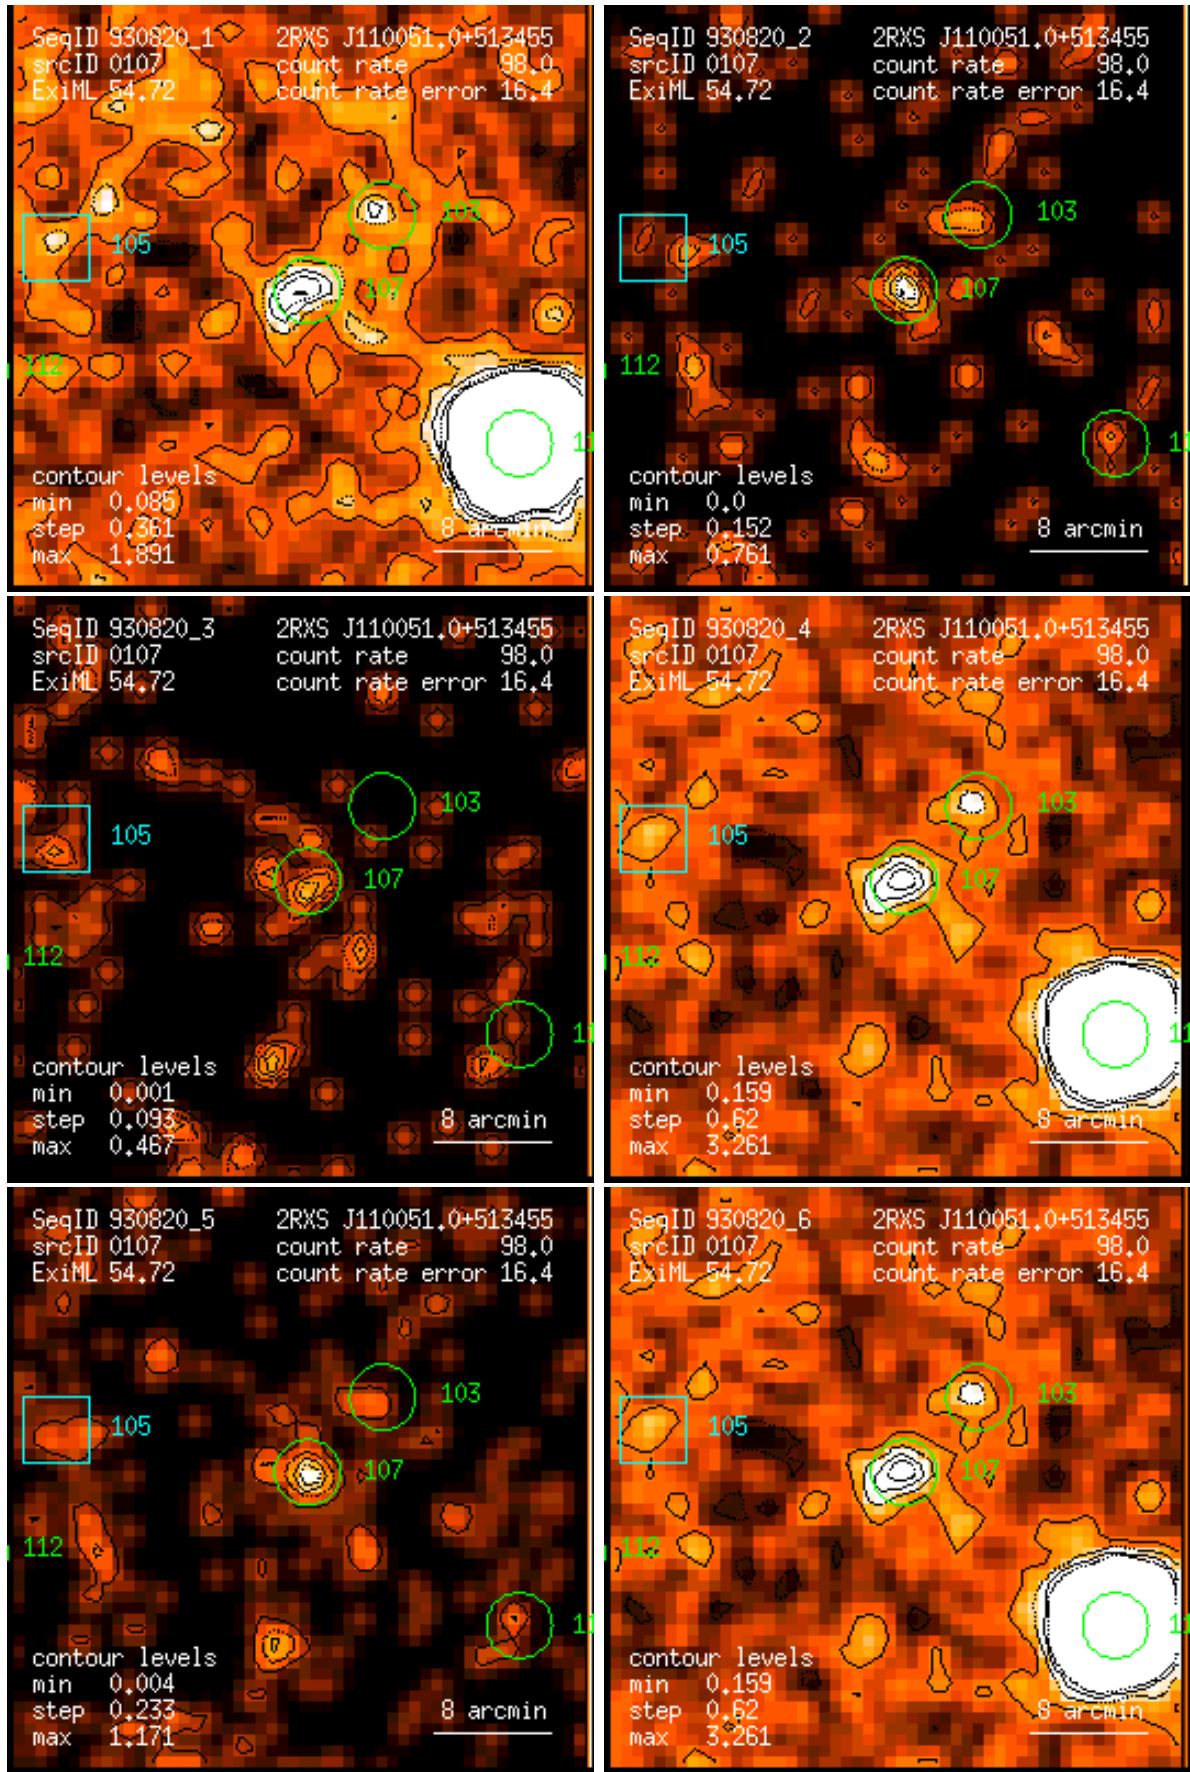 SeqID 930820_1 2RXS J110051.0+513455
srcID 0107 count rate 98.0
ExiML 54.72 count rate error 16.4
103
105
107
112
11
contour levels
min 0.085
step 0.361
max 1.891
8 arcmin
SeqID 930820_2 2RXS J110051.0+513455
srcID 0107 count rate 98.0
ExiML 54.72 count rate error 16.4
103
105
107
112
11
contour levels
min 0.0
step 0.152
max 0.761
8 arcmin
SeqID 930820_3 2RXS J110051.0+513455
srcID 0107 count rate 98.0
ExiML 54.72 count rate error 16.4
103
105
107
112
11
contour levels
min 0.001
step 0.093
max 0.467
8 arcmin
SeqID 930820_4 2RXS J110051.0+513455
srcID 0107 count rate 98.0
ExiML 54.72 count rate error 16.4
103
105
107
112
11
contour levels
min 0.159
step 0.62
max 3.261
8 arcmin
SeqID 930820_5 2RXS J110051.0+513455
srcID 0107 count rate 98.0
ExiML 54.72 count rate error 16.4
103
105
107
112
11
contour levels
min 0.004
step 0.233
max 1.171
8 arcmin
SeqID 930820_6 2RXS J110051.0+513455
srcID 0107 count rate 98.0
ExiML 54.72 count rate error 16.4
103
105
107
112
11
contour levels
min 0.159
step 0.62
max 3.261
8 arcmin